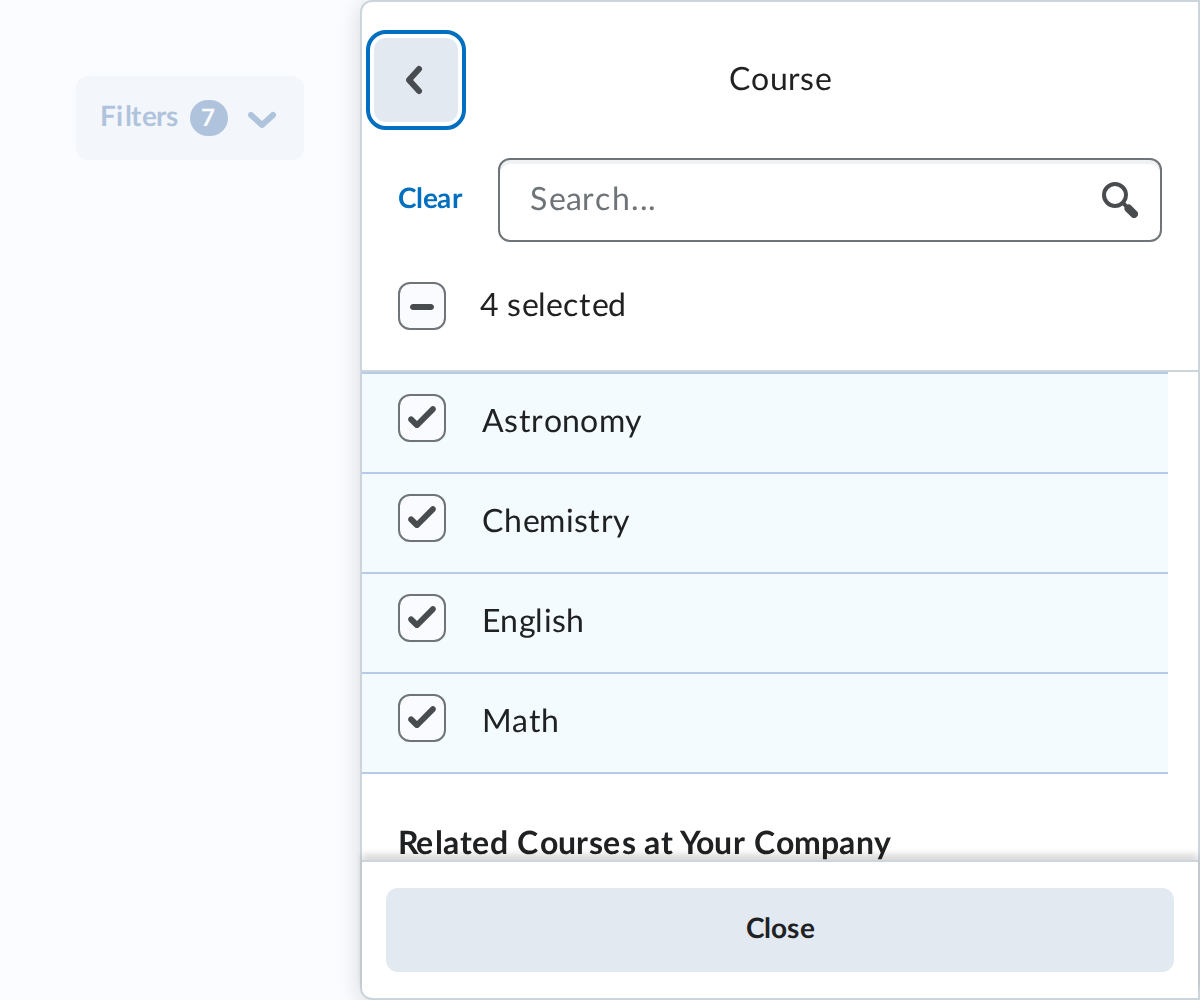 Filters 7
Course
Clear
Search...
4 selected
Astronomy
Chemistry
English
Math
Related Courses at Your Company
Close